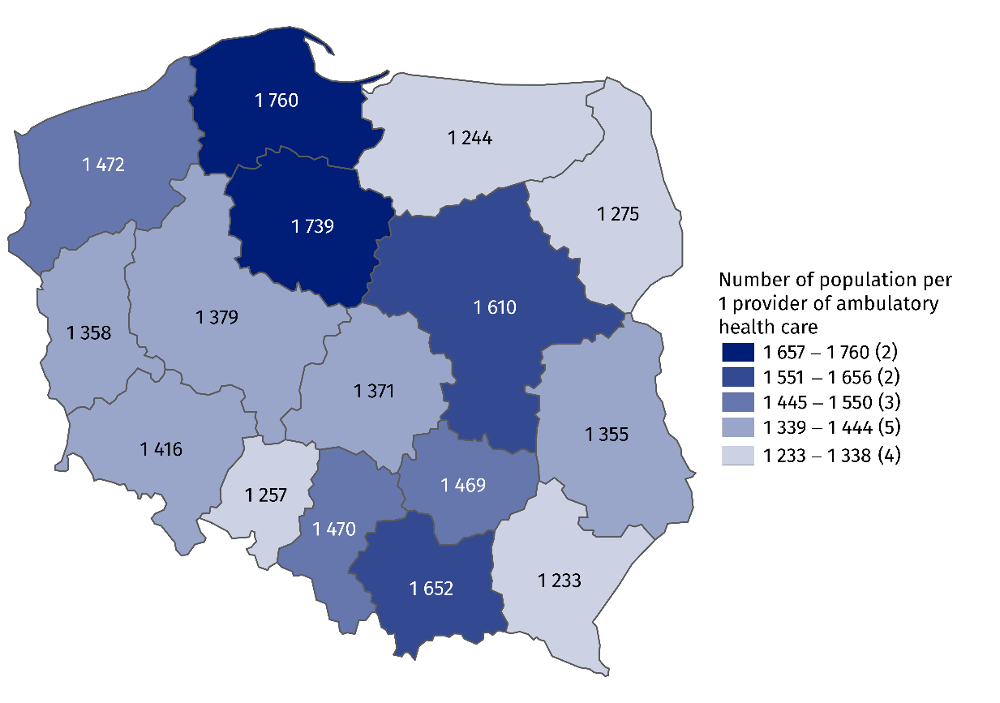 1 760
1 244
1 472
1 275
1 739
1 610
1 379
1 358
1 371
1 355
1 416
1 469
1 257
1 470
1 233
1 652
Number of population per
1 provider of ambulatory
health care
1 657 – 1 760 (2)
1 551 – 1 656 (2)
1 445 – 1 550 (3)
1 339 – 1 444 (5)
1 233 – 1 338 (4)